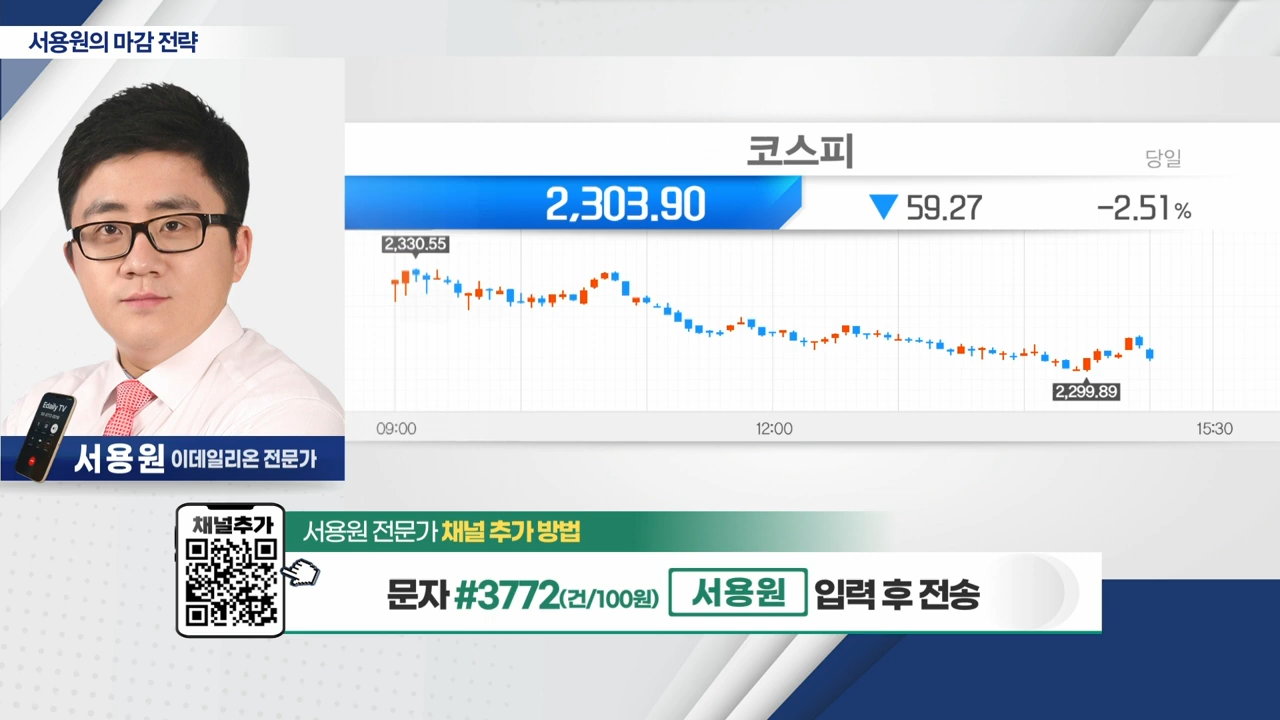 서용원의 마감 전략
코스피
당일
2,303.90 ▼ 59.27 -2.51%
2,330.55
2,299.89
09:00 12:00 15:30
Edaily TV
서용원 이데일리온 전문가
채널추가
서용원 전문가 채널 추가 방법
문자 #3772(건/100원) 서용원 입력 후 전송